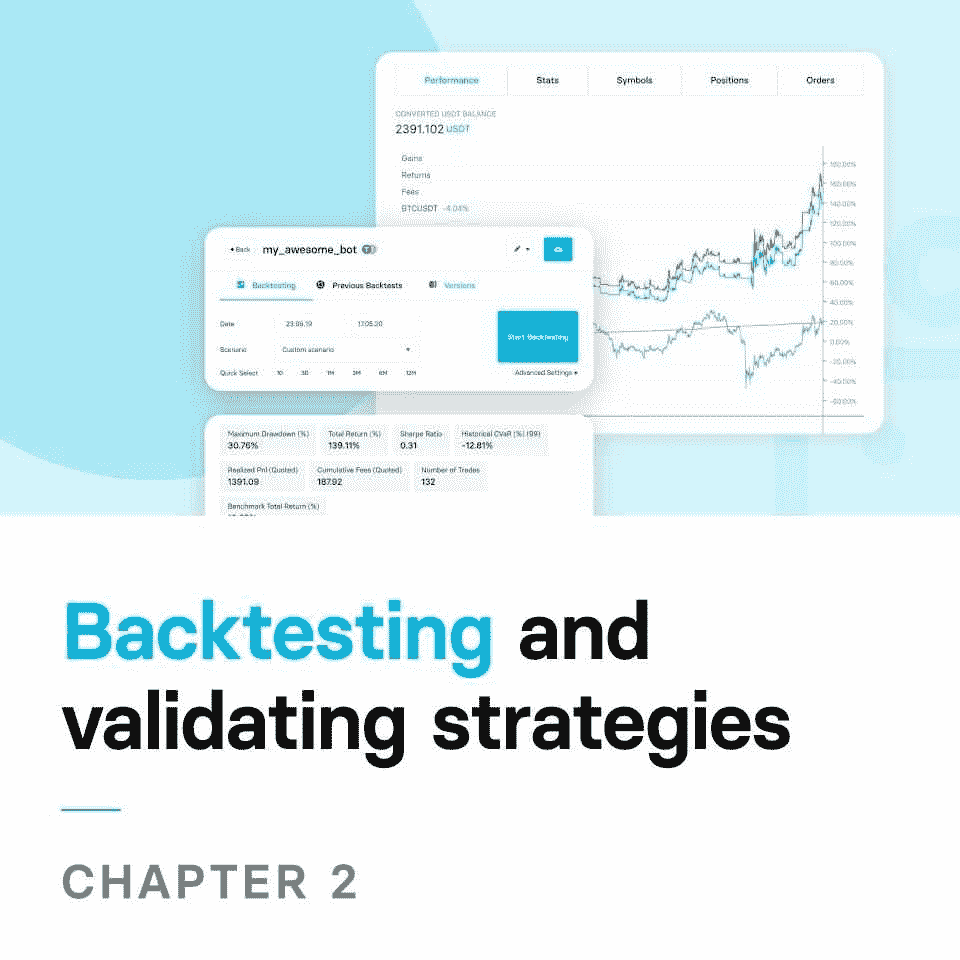 Performance Stats Symbols Positions Orders
CONVERTED USDT BALANCE
2391.102 USDT
Gains
Returns
Fees
BTCUSDT -4.04%
180.00%
160.00%
140.00%
120.00%
100.00%
80.00%
60.00%
40.00%
20.00%
0.00%
-20.00%
-40.00%
-60.00%
Back my_awesome_bot
Backtesting Previous Backtests Versions
Date 23.06.19 17.05.20
Scenario Custom scenario
Start Backtesting
Quick Select 1D 3D 1M 3M 6M 12M Advanced Settings
Maximum Drawdown (%) Total Return (%) Sharpe Ratio Historical CVaR (%) (99)
30.76% 139.11% 0.31 -12.81%
Realized Pnl (Quoted) Cumulative Fees (Quoted) Number of Trades
1391.09 187.92 132
Benchmark Total Return (%)
Backtesting and
validating strategies
CHAPTER 2